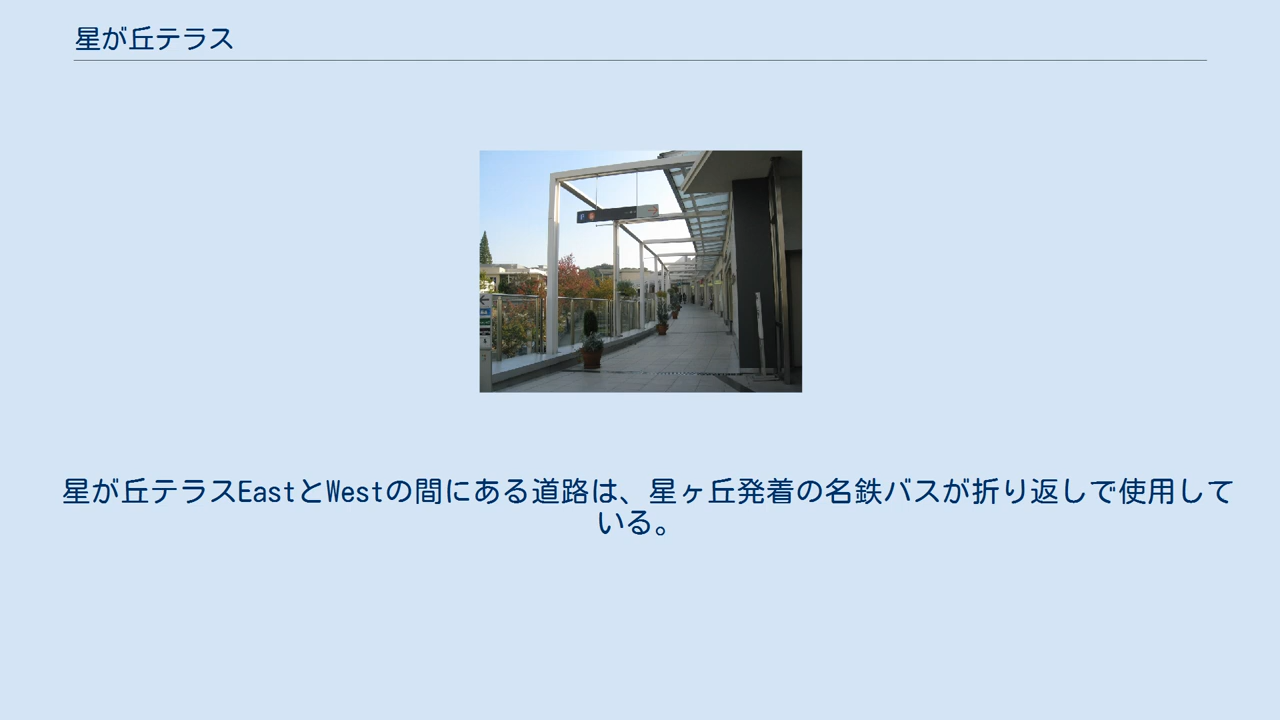 星が丘テラス
星が丘テラスEastとWestの間にある道路は、星ヶ丘発着の名鉄バスが折り返しで使用して
いる。